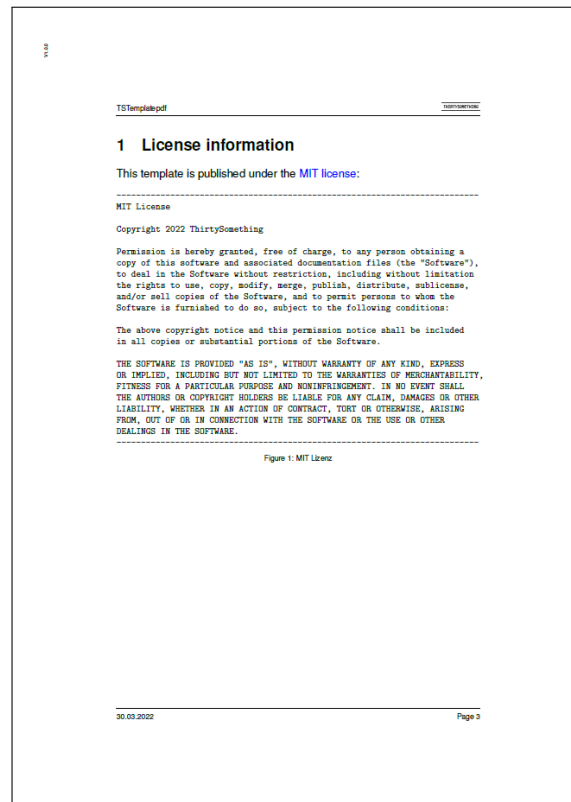 V1.0.0
TSTemplatepdf
THIRTYSOMETHING
1 License information
This template is published under the MIT license:
MIT License
Copyright 2022 ThirtySomething
Permission is hereby granted, free of charge, to any person obtaining a
copy of this software and associated documentation files (the "Software"),
to deal in the Software without restriction, including without limitation
the rights to use, copy, modify, merge, publish, distribute, sublicense,
and/or sell copies of the Software, and to permit persons to whom the
Software is furnished to do so, subject to the following conditions:
The above copyright notice and this permission notice shall be included
in all copies or substantial portions of the Software.
THE SOFTWARE IS PROVIDED "AS IS", WITHOUT WARRANTY OF ANY KIND, EXPRESS
OR IMPLIED, INCLUDING BUT NOT LIMITED TO THE WARRANTIES OF MERCHANTABILITY,
FITNESS FOR A PARTICULAR PURPOSE AND NONINFRINGEMENT. IN NO EVENT SHALL
THE AUTHORS OR COPYRIGHT HOLDERS BE LIABLE FOR ANY CLAIM, DAMAGES OR OTHER
LIABILITY, WHETHER IN AN ACTION OF CONTRACT, TORT OR OTHERWISE, ARISING
FROM, OUT OF OR IN CONNECTION WITH THE SOFTWARE OR THE USE OR OTHER
DEALINGS IN THE SOFTWARE.
Figure 1: MIT Lizenz
30.03.2022
Page 3